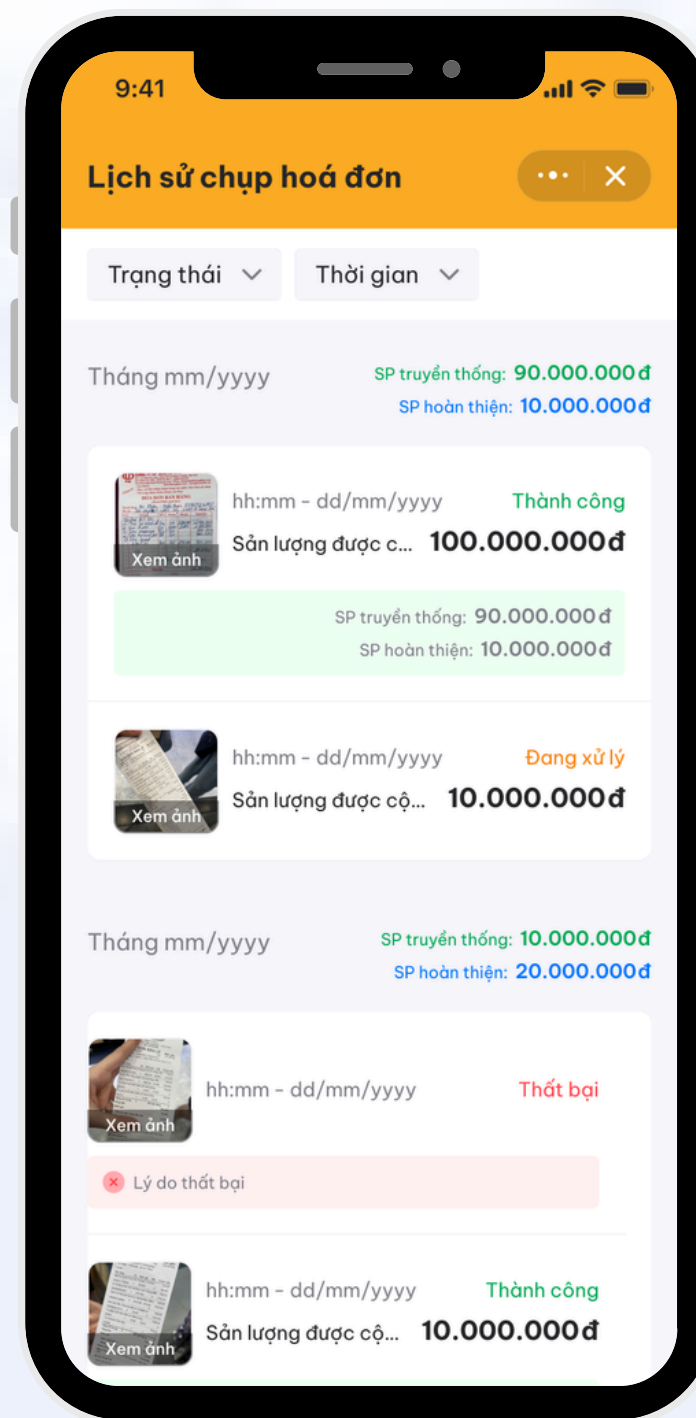 9:41
Lịch sử chụp hoá đơn
Trạng thái
Thời gian
Tháng mm/yyyy
SP truyền thống: 90.000.000đ
SP hoàn thiện: 10.000.000đ
HÓA ĐƠN BÁN HÀNG
Xem ảnh
hh:mm - dd/mm/yyyy
Thành công
Sản lượng được c... 100.000.000đ
SP truyền thống: 90.000.000đ
SP hoàn thiện: 10.000.000đ
Xem ảnh
hh:mm - dd/mm/yyyy
Đang xử lý
Sản lượng được cộ... 10.000.000đ
Tháng mm/yyyy
SP truyền thống: 10.000.000đ
SP hoàn thiện: 20.000.000đ
Xem ảnh
hh:mm - dd/mm/yyyy
Thất bại
Lý do thất bại
Xem ảnh
hh:mm - dd/mm/yyyy
Thành công
Sản lượng được cộ... 10.000.000đ